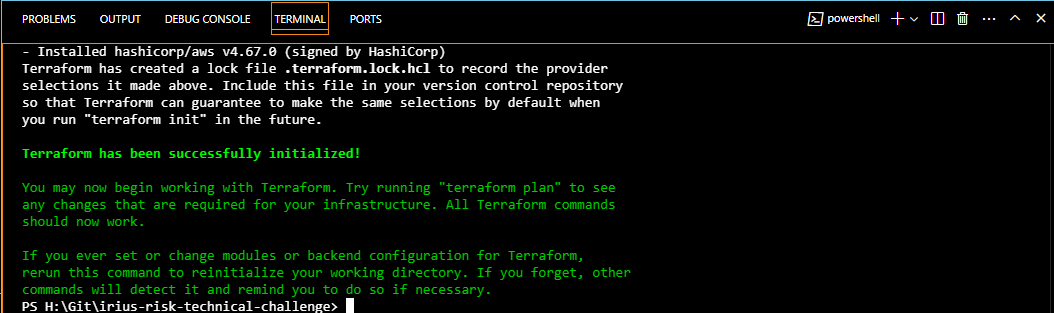 PROBLEMS OUTPUT DEBUG CONSOLE TERMINAL PORTS powershell
- Installed hashicorp/aws v4.67.0 (signed by HashiCorp)
Terraform has created a lock file .terraform.lock.hcl to record the provider
selections it made above. Include this file in your version control repository
so that Terraform can guarantee to make the same selections by default when
you run "terraform init" in the future.
Terraform has been successfully initialized!
You may now begin working with Terraform. Try running "terraform plan" to see
any changes that are required for your infrastructure. All Terraform commands
should now work.
If you ever set or change modules or backend configuration for Terraform,
rerun this command to reinitialize your working directory. If you forget, other
commands will detect it and remind you to do so if necessary.
PS H:\Git\irius-risk-technical-challenge>